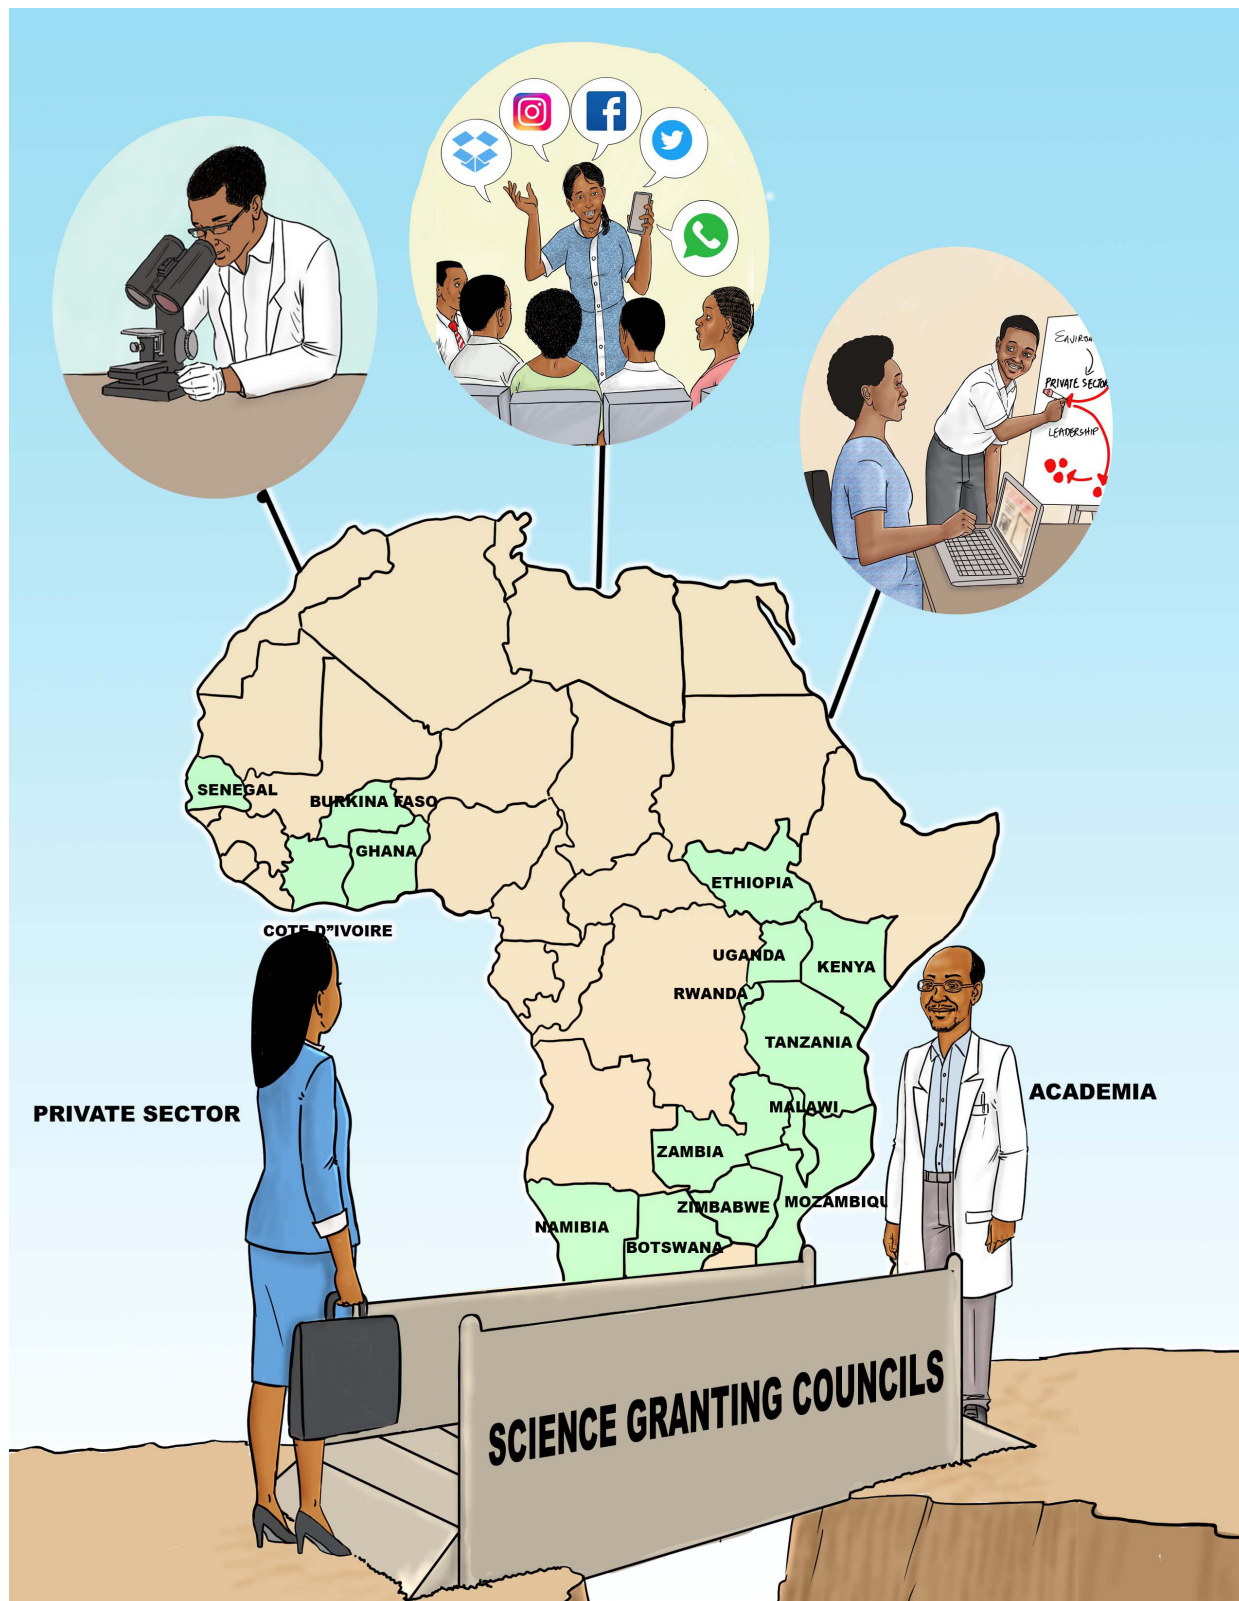 ENVIRON
PRIVATE SECTOR
LEADERSHIP
SENEGAL
BURKINA FASO
GHANA
COTE D"IVOIRE
ETHIOPIA
UGANDA
KENYA
RWANDA
TANZANIA
MALAWI
ZAMBIA
ZIMBABWE
MOZAMBIQU
NAMIBIA
BOTSWANA
PRIVATE SECTOR
ACADEMIA
SCIENCE GRANTING COUNCILS